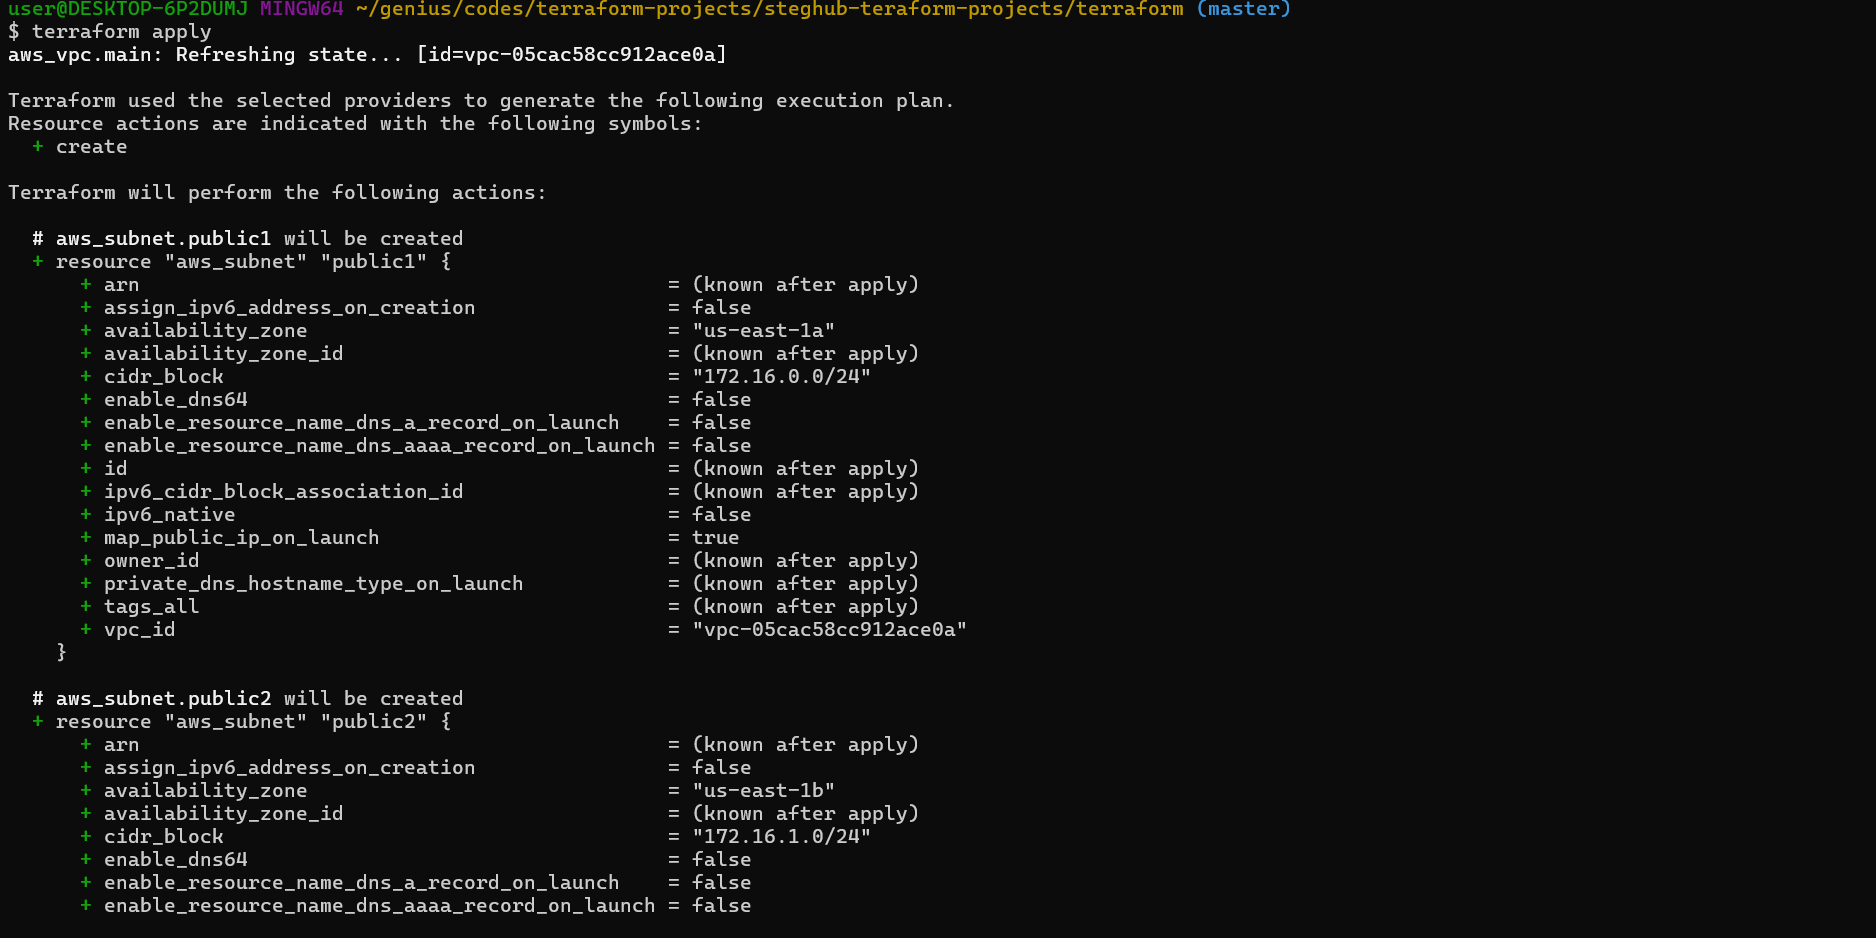 user@DESKTOP-6P2DUMJ MINGW64 ~/genius/codes/terraform-projects/steghub-teraform-projects/terraform (master)
$ terraform apply
aws_vpc.main: Refreshing state... [id=vpc-05cac58cc912ace0a]

Terraform used the selected providers to generate the following execution plan.
Resource actions are indicated with the following symbols:
  + create

Terraform will perform the following actions:

  # aws_subnet.public1 will be created
  + resource "aws_subnet" "public1" {
      + arn                                            = (known after apply)
      + assign_ipv6_address_on_creation                = false
      + availability_zone                              = "us-east-1a"
      + availability_zone_id                           = (known after apply)
      + cidr_block                                     = "172.16.0.0/24"
      + enable_dns64                                   = false
      + enable_resource_name_dns_a_record_on_launch    = false
      + enable_resource_name_dns_aaaa_record_on_launch = false
      + id                                             = (known after apply)
      + ipv6_cidr_block_association_id                 = (known after apply)
      + ipv6_native                                    = false
      + map_public_ip_on_launch                        = true
      + owner_id                                       = (known after apply)
      + private_dns_hostname_type_on_launch            = (known after apply)
      + tags_all                                       = (known after apply)
      + vpc_id                                         = "vpc-05cac58cc912ace0a"
    }

  # aws_subnet.public2 will be created
  + resource "aws_subnet" "public2" {
      + arn                                            = (known after apply)
      + assign_ipv6_address_on_creation                = false
      + availability_zone                              = "us-east-1b"
      + availability_zone_id                           = (known after apply)
      + cidr_block                                     = "172.16.1.0/24"
      + enable_dns64                                   = false
      + enable_resource_name_dns_a_record_on_launch    = false
      + enable_resource_name_dns_aaaa_record_on_launch = false